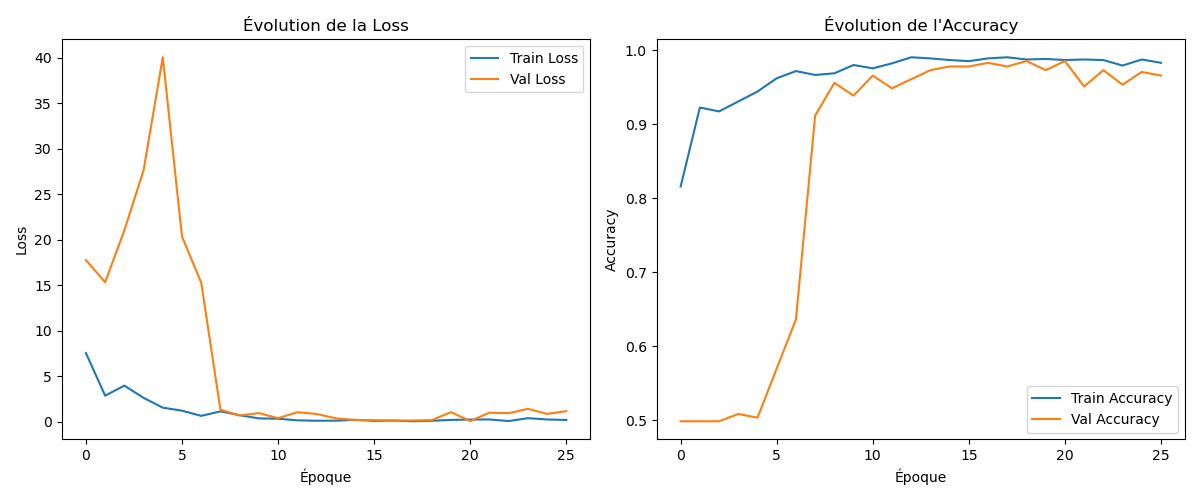 Évolution de la Loss
40
35
30
25
20
15
10
5
0
Loss
0 5 10 15 20 25
Époque
Train Loss
Val Loss
Évolution de l'Accuracy
1.0
0.9
0.8
0.7
0.6
0.5
Accuracy
0 5 10 15 20 25
Époque
Train Accuracy
Val Accuracy